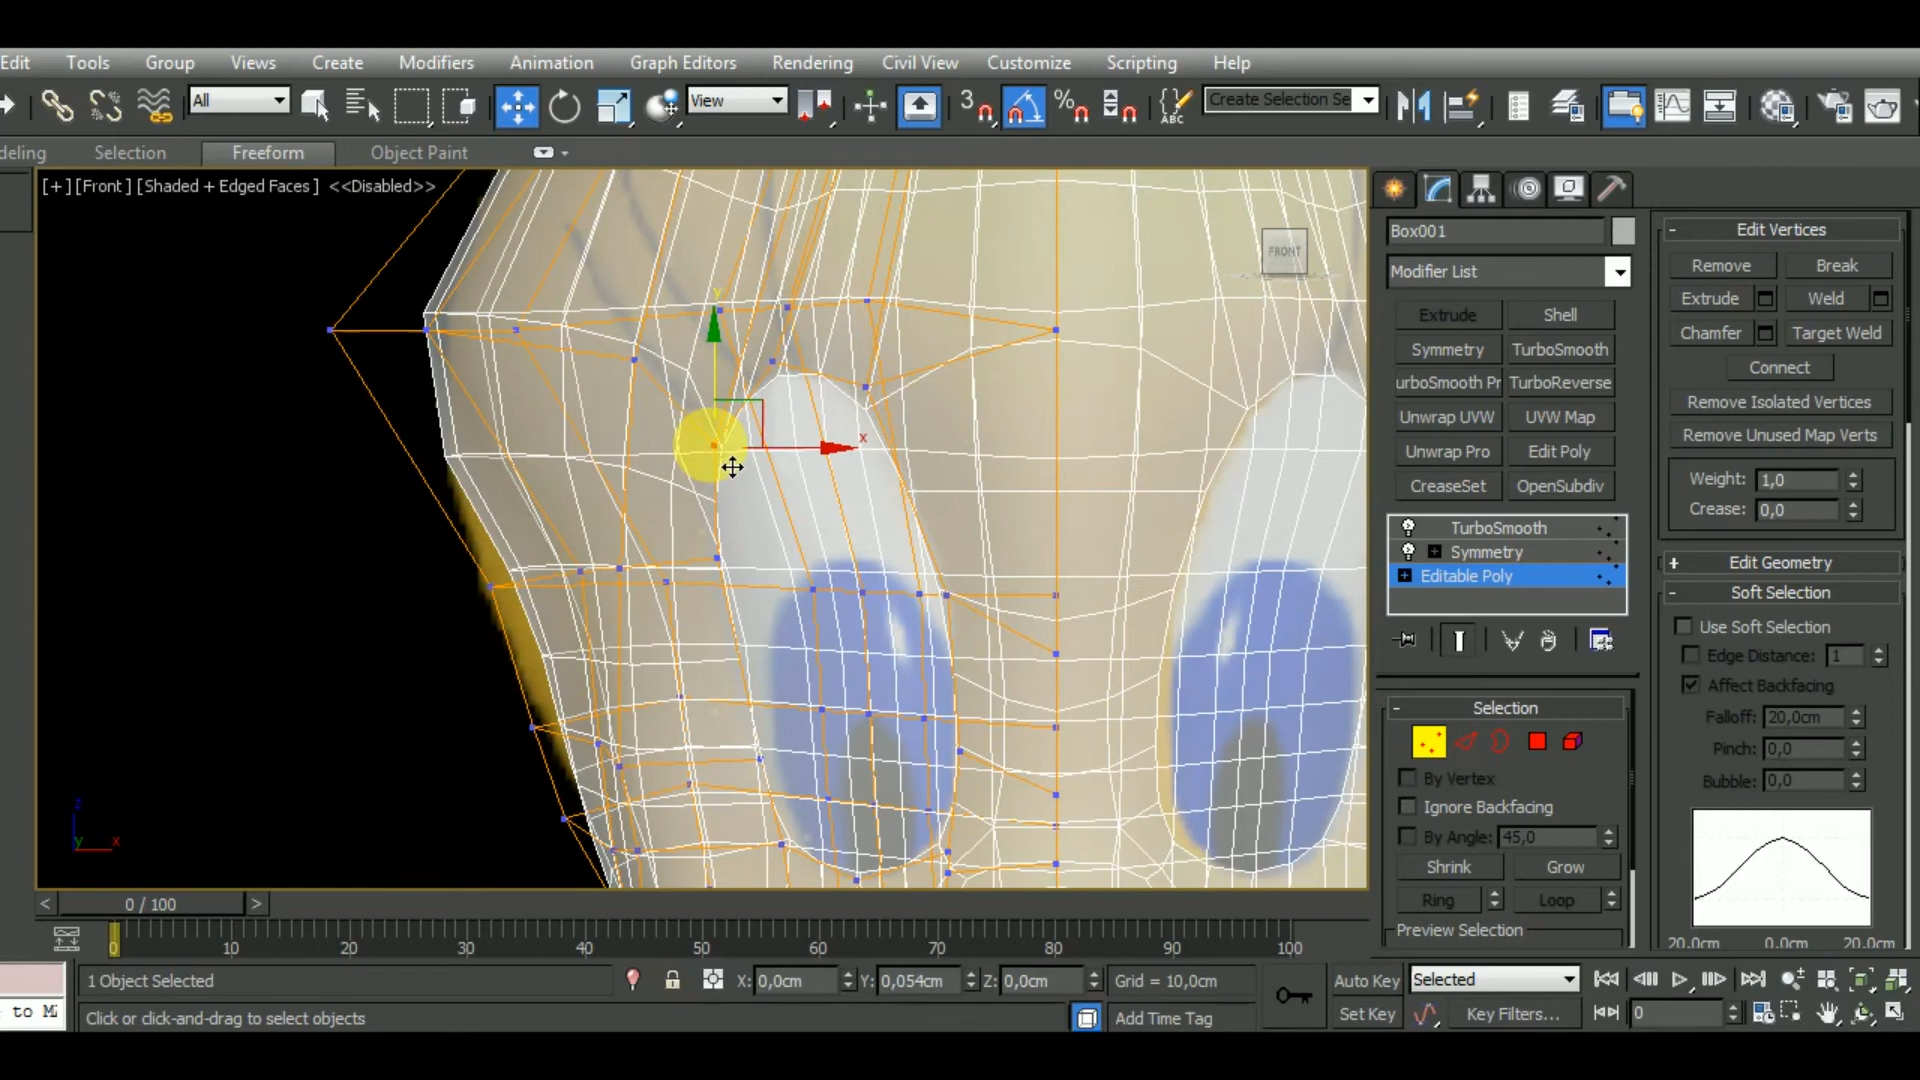 Edit Tools Group Views Create Modifiers Animation Graph Editors Rendering Civil View Customize Scripting Help
All View 3 % ABC Create Selection Se
deling Selection Freeform Object Paint
[+] [Front ] [Shaded + Edged Faces ] <<Disabled>>
y
x
FRONT
z
y x
Box001
Modifier List
Extrude Shell
Symmetry TurboSmooth
urboSmooth Pr TurboReverse
Unwrap UVW UVW Map
Unwrap Pro Edit Poly
CreaseSet OpenSubdiv
TurboSmooth
+ Symmetry
+ Editable Poly
- Selection
By Vertex
Ignore Backfacing
By Angle: 45,0
Shrink Grow
Ring Loop
Preview Selection
- Edit Vertices
Remove Break
Extrude Weld
Chamfer Target Weld
Connect
Remove Isolated Vertices
Remove Unused Map Verts
Weight: 1,0
Crease: 0,0
+ Edit Geometry
- Soft Selection
Use Soft Selection
Edge Distance: 1
Affect Backfacing
Falloff: 20,0cm
Pinch: 0,0
Bubble: 0,0
20.0cm 0.0cm 20.0cm
< 0 / 100 >
0 10 20 30 40 50 60 70 80 90 100
1 Object Selected X: 0,0cm Y: 0,054cm Z: 0,0cm Grid = 10,0cm Auto Key Selected
to Mi Click or click-and-drag to select objects Add Time Tag Set Key Key Filters... 0